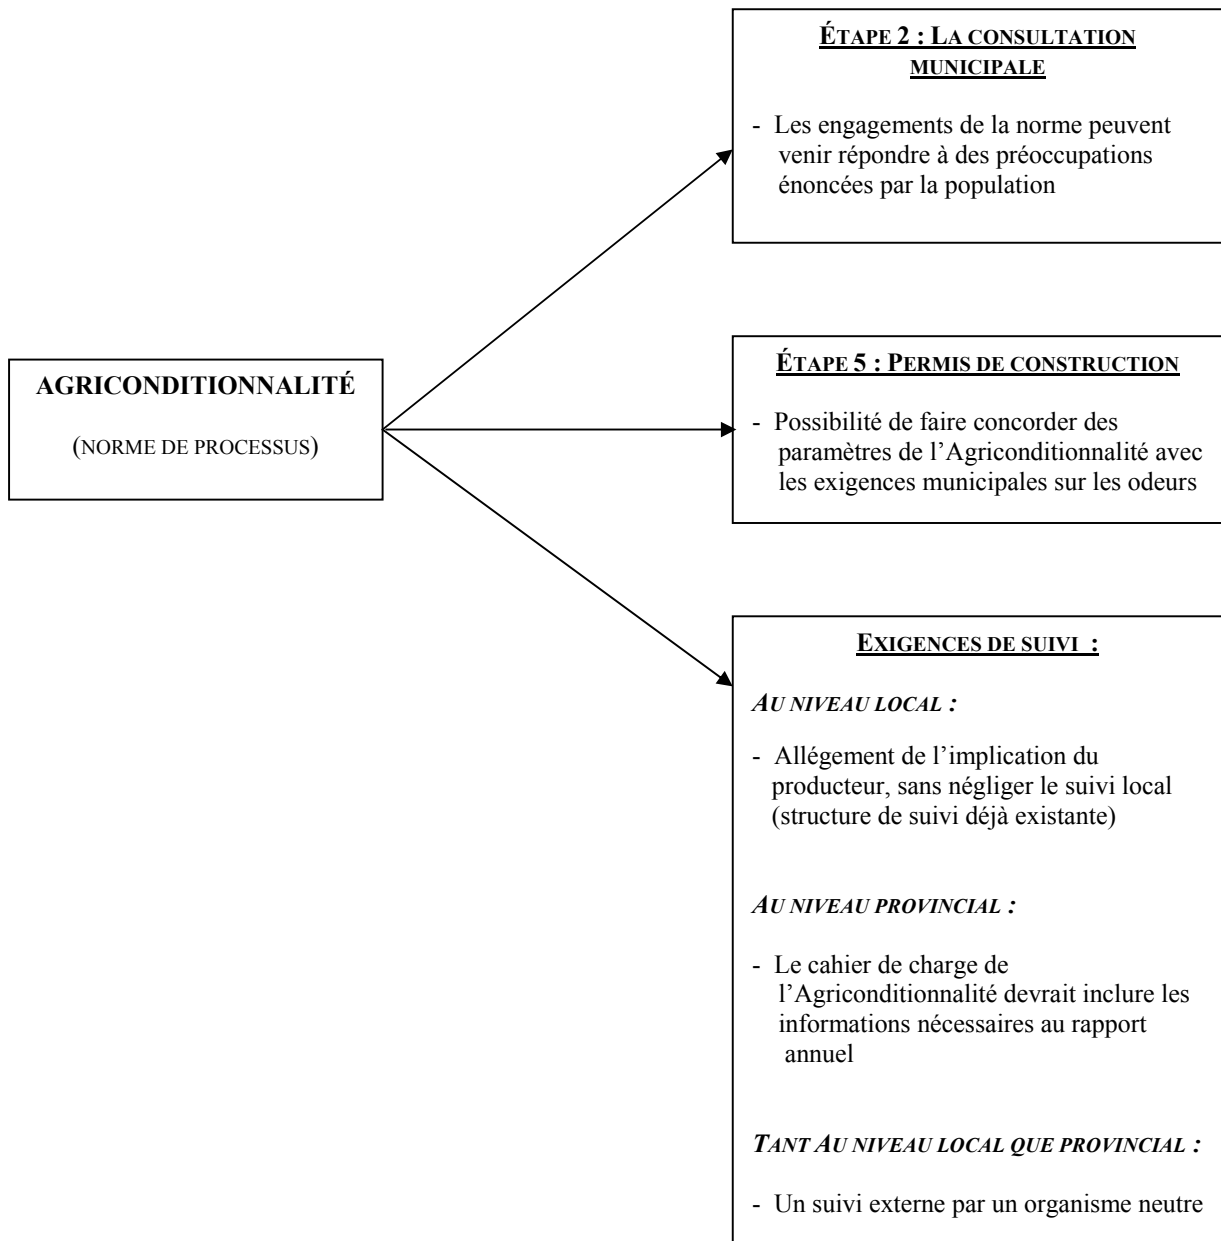 ÉTAPE 2 : LA CONSULTATION
MUNICIPALE
- Les engagements de la norme peuvent
venir répondre à des préoccupations
énoncées par la population
AGRICONDITIONNALITÉ
(NORME DE PROCESSUS)
ÉTAPE 5 : PERMIS DE CONSTRUCTION
- Possibilité de faire concorder des
paramètres de l’Agriconditionnalité avec
les exigences municipales sur les odeurs
EXIGENCES DE SUIVI :
AU NIVEAU LOCAL :
- Allégement de l’implication du
producteur, sans négliger le suivi local
(structure de suivi déjà existante)
AU NIVEAU PROVINCIAL :
- Le cahier de charge de
l’Agriconditionnalité devrait inclure les
informations nécessaires au rapport
annuel
TANT AU NIVEAU LOCAL QUE PROVINCIAL :
- Un suivi externe par un organisme neutre